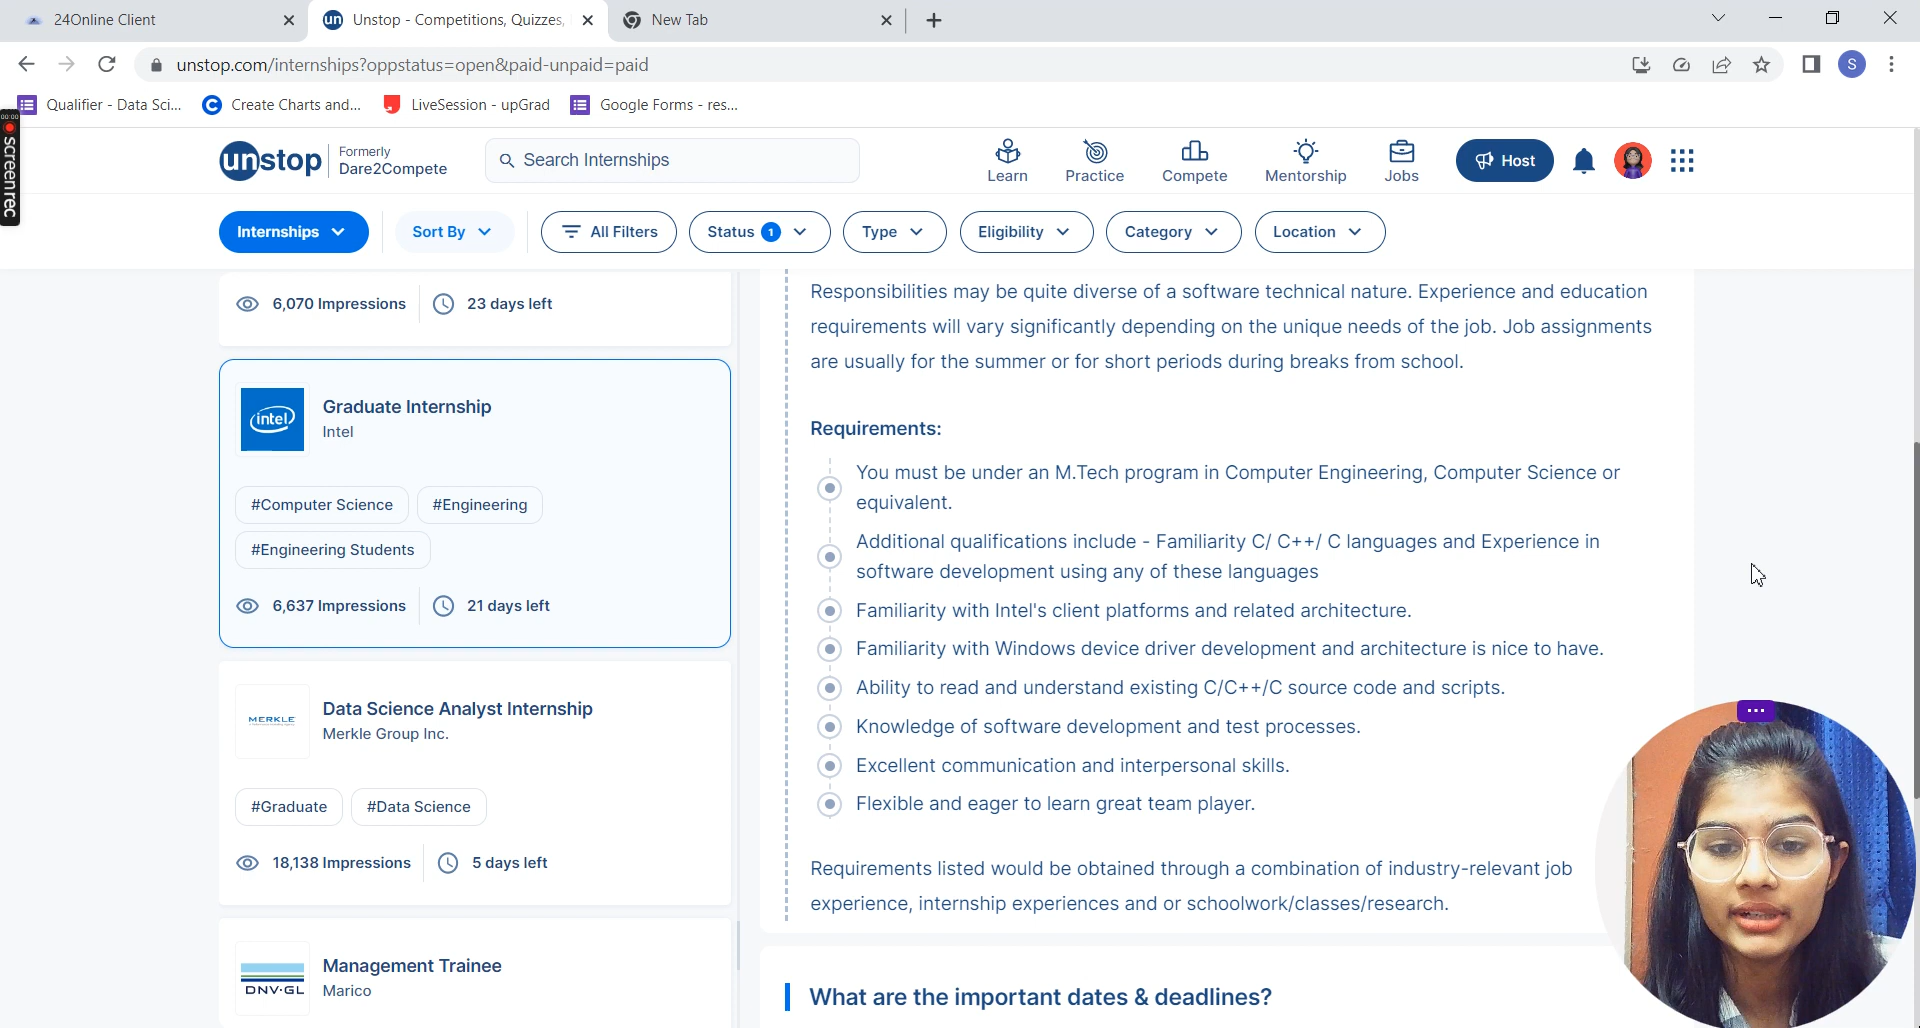 24Online Client
Unstop - Competitions, Quizzes,
New Tab
unstop.com/internships?oppstatus=open&paid-unpaid=paid
S
Qualifier - Data Sci...
Create Charts and...
LiveSession - upGrad
Google Forms - res...
00:00
screenrec
unstop
Formerly
Dare2Compete
Search Internships
Learn
Practice
Compete
Mentorship
Jobs
Host
Internships
Sort By
All Filters
Status 1
Type
Eligibility
Category
Location
6,070 Impressions
23 days left
intel
Graduate Internship
Intel
#Computer Science
#Engineering
#Engineering Students
6,637 Impressions
21 days left
MERKLE
Data Science Analyst Internship
Merkle Group Inc.
#Graduate
#Data Science
18,138 Impressions
5 days left
DNV·GL
Management Trainee
Marico
Responsibilities may be quite diverse of a software technical nature. Experience and education
requirements will vary significantly depending on the unique needs of the job. Job assignments
are usually for the summer or for short periods during breaks from school.
Requirements:
You must be under an M.Tech program in Computer Engineering, Computer Science or
equivalent.
Additional qualifications include - Familiarity C/ C++/ C languages and Experience in
software development using any of these languages
Familiarity with Intel's client platforms and related architecture.
Familiarity with Windows device driver development and architecture is nice to have.
Ability to read and understand existing C/C++/C source code and scripts.
Knowledge of software development and test processes.
Excellent communication and interpersonal skills.
Flexible and eager to learn great team player.
Requirements listed would be obtained through a combination of industry-relevant job
experience, internship experiences and or schoolwork/classes/research.
What are the important dates & deadlines?